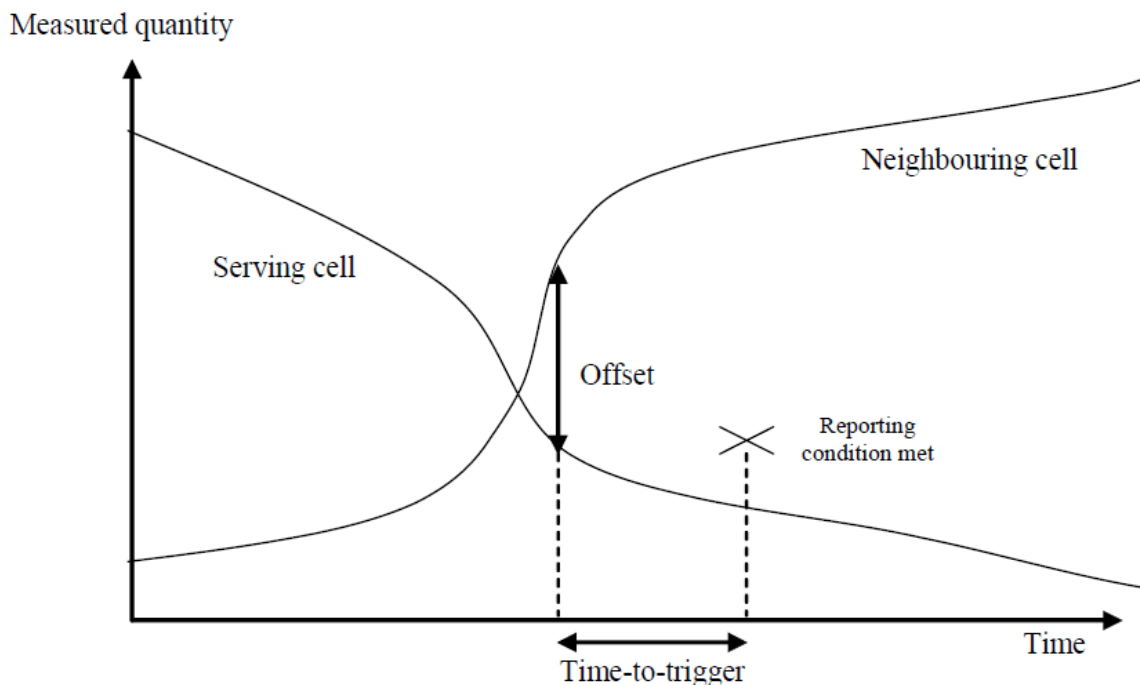 Measured quantity
Neighbouring cell
Serving cell
Offset
Reporting
condition met
Time
Time-to-trigger